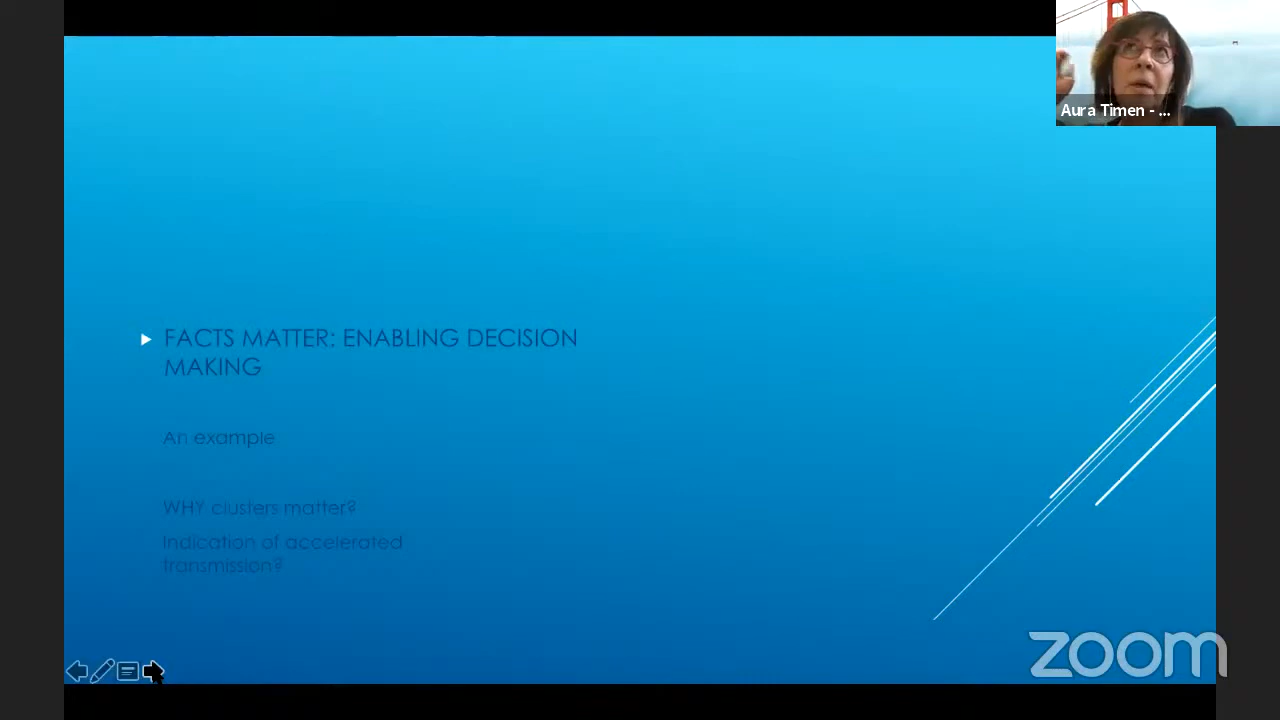 Aura Timen - ...
FACTS MATTER: ENABLING DECISION
MAKING
An example
WHY clusters matter?
Indication of accelerated
transmission?
zoom